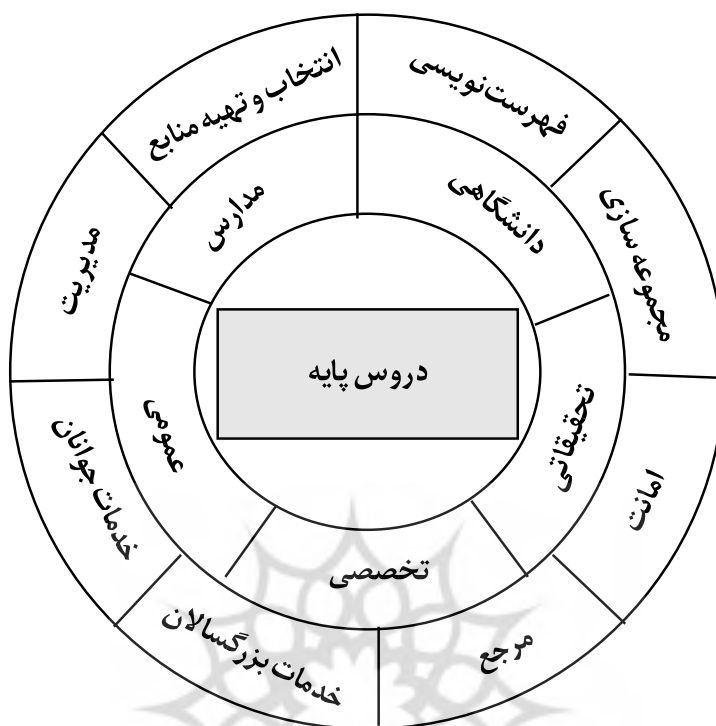 انتخاب و تهیه منابع
فهرست‌نویسی
مجموعه سازی
امانت
مرجع
خدمات بزرگسالان
خدمات جوانان
مدیریت
مدارس
دانشگاهی
تحقیقاتی
تخصصی
عمومی
دروس پایه